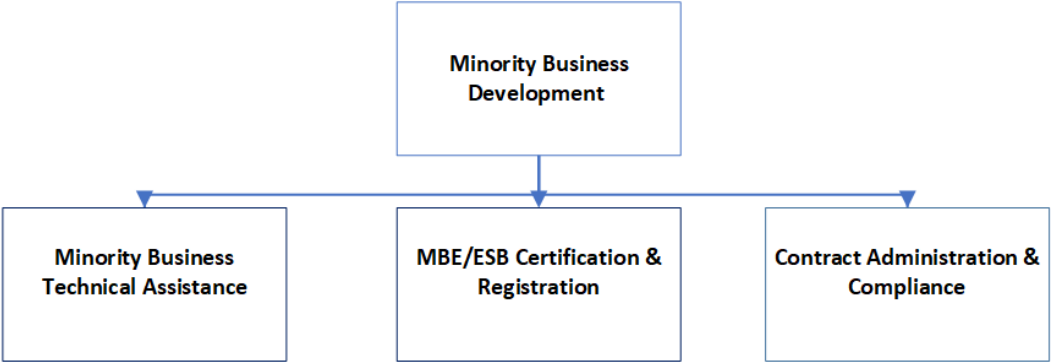 Minority Business
Development
Minority Business
Technical Assistance
MBE/ESB Certification &
Registration
Contract Administration &
Compliance